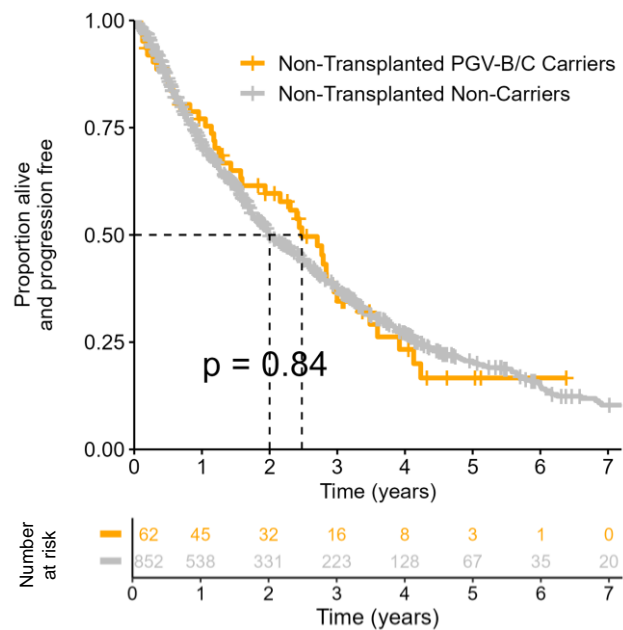 1.00
0.75
0.50
0.25
0.00
Proportion alive
and progression free
Non-Transplanted PGV-B/C Carriers
Non-Transplanted Non-Carriers
p = 0.84
0 1 2 3 4 5 6 7
Time (years)
Number
at risk
62 45 32 16 8 3 1 0
852 538 331 223 128 67 35 20
0 1 2 3 4 5 6 7
Time (years)